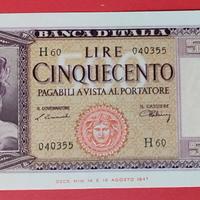 BANCA D'ITALIA
H 60 LIRE 040355
CINQUECENTO
PAGABILI A VISTA AL PORTATORE
IL GOVERNATORE IL CASSIERE
040355 H 60
DECR. MIN. 14 E 15 AGOSTO 1947